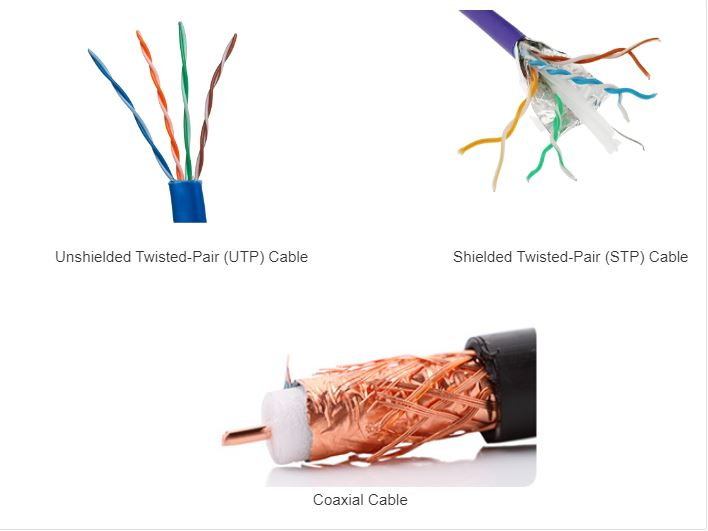 Unshielded Twisted-Pair (UTP) Cable
Shielded Twisted-Pair (STP) Cable
Coaxial Cable